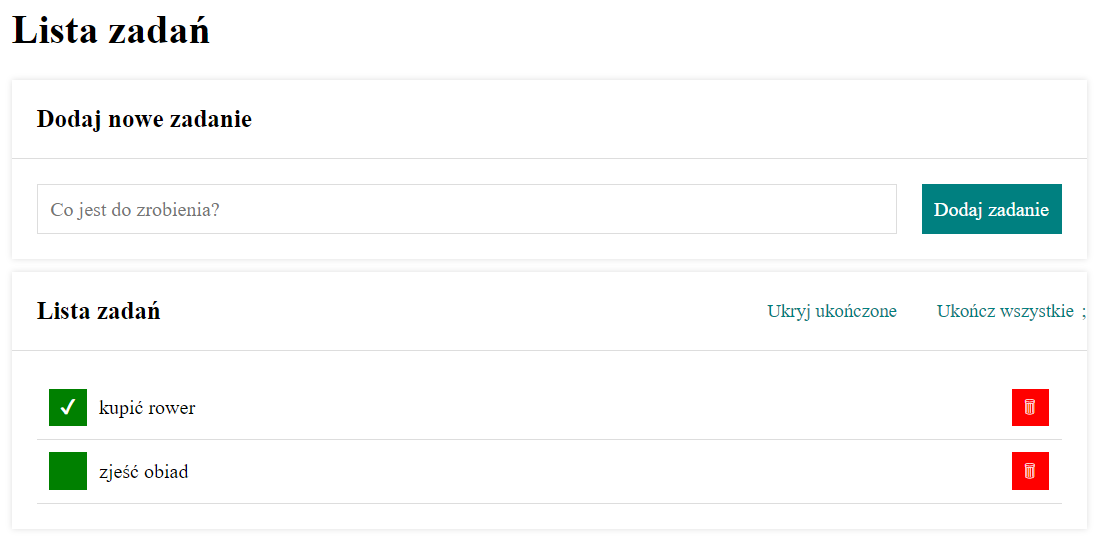 Lista zadań
Dodaj nowe zadanie
Co jest do zrobienia?
Dodaj zadanie
Lista zadań
Ukryj ukończone
Ukończ wszystkie ;
kupić rower
zjeść obiad